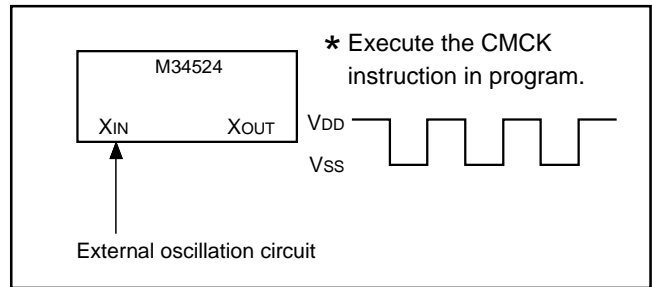 M34524
* Execute the CMCK
instruction in program.
XIN
XOUT
VDD
VSS
External oscillation circuit